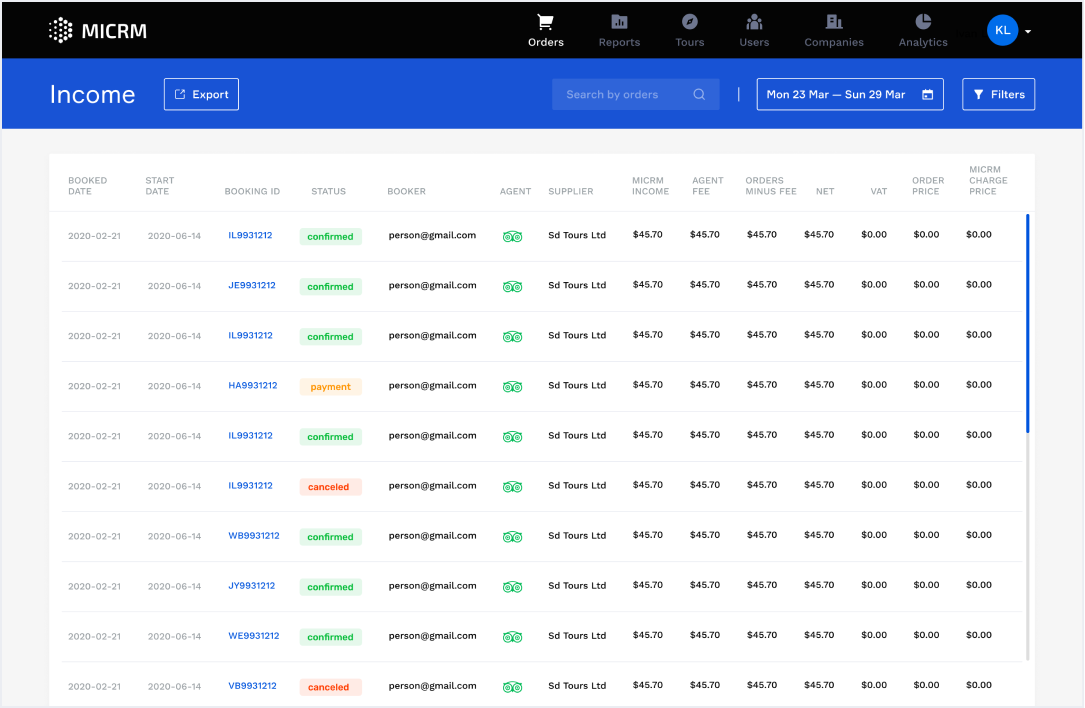 MICRM
Orders Reports Tours Users Companies Analytics KL
Income Export Search by orders | Mon 23 Mar — Sun 29 Mar Filters
BOOKED DATE START DATE BOOKING ID STATUS BOOKER AGENT SUPPLIER MICRM INCOME AGENT FEE ORDERS MINUS FEE NET VAT ORDER PRICE MICRM CHARGE PRICE
2020-02-21 2020-06-14 IL9931212 confirmed person@gmail.com Sd Tours Ltd $45.70 $45.70 $45.70 $45.70 $0.00 $0.00 $0.00
2020-02-21 2020-06-14 JE9931212 confirmed person@gmail.com Sd Tours Ltd $45.70 $45.70 $45.70 $45.70 $0.00 $0.00 $0.00
2020-02-21 2020-06-14 IL9931212 confirmed person@gmail.com Sd Tours Ltd $45.70 $45.70 $45.70 $45.70 $0.00 $0.00 $0.00
2020-02-21 2020-06-14 HA9931212 payment person@gmail.com Sd Tours Ltd $45.70 $45.70 $45.70 $45.70 $0.00 $0.00 $0.00
2020-02-21 2020-06-14 IL9931212 confirmed person@gmail.com Sd Tours Ltd $45.70 $45.70 $45.70 $45.70 $0.00 $0.00 $0.00
2020-02-21 2020-06-14 IL9931212 canceled person@gmail.com Sd Tours Ltd $45.70 $45.70 $45.70 $45.70 $0.00 $0.00 $0.00
2020-02-21 2020-06-14 WB9931212 confirmed person@gmail.com Sd Tours Ltd $45.70 $45.70 $45.70 $45.70 $0.00 $0.00 $0.00
2020-02-21 2020-06-14 JY9931212 confirmed person@gmail.com Sd Tours Ltd $45.70 $45.70 $45.70 $45.70 $0.00 $0.00 $0.00
2020-02-21 2020-06-14 WE9931212 confirmed person@gmail.com Sd Tours Ltd $45.70 $45.70 $45.70 $45.70 $0.00 $0.00 $0.00
2020-02-21 2020-06-14 VB9931212 canceled person@gmail.com Sd Tours Ltd $45.70 $45.70 $45.70 $45.70 $0.00 $0.00 $0.00